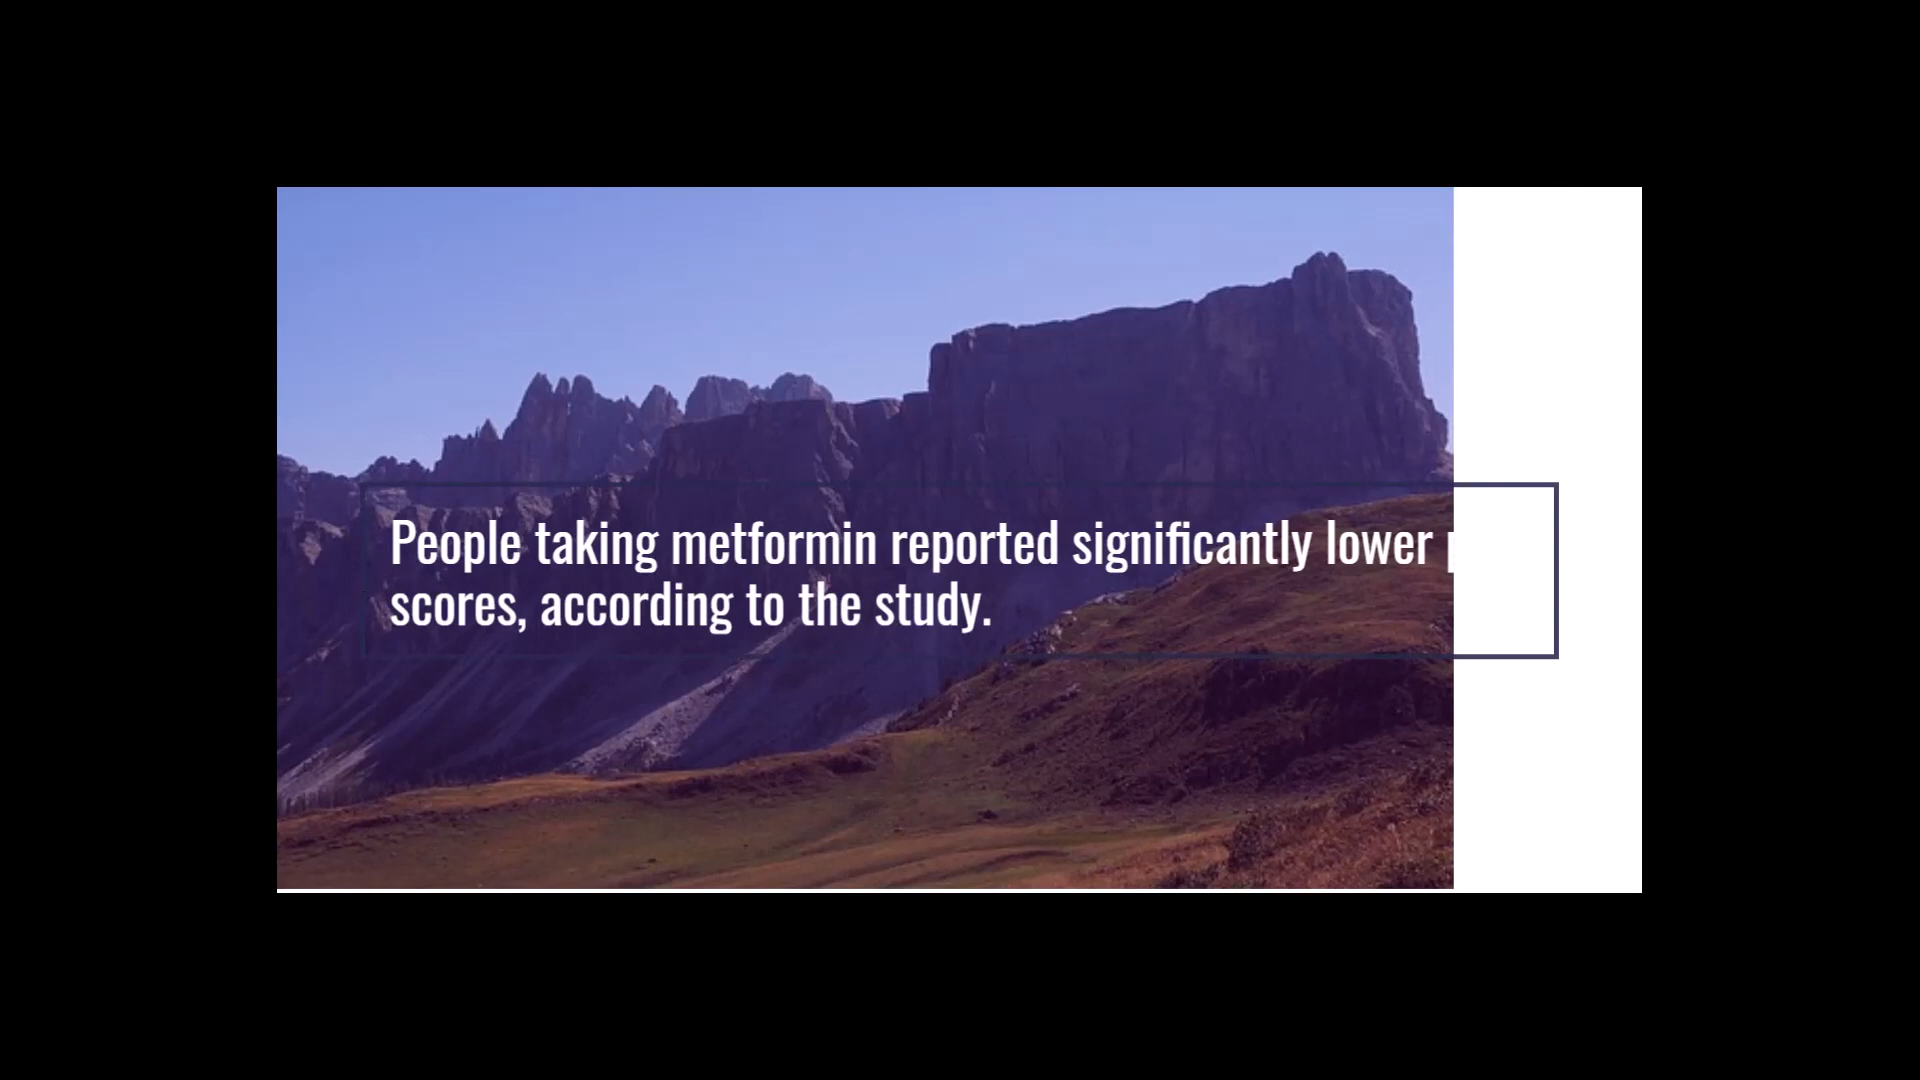 People taking metformin reported significantly lower
scores, according to the study.